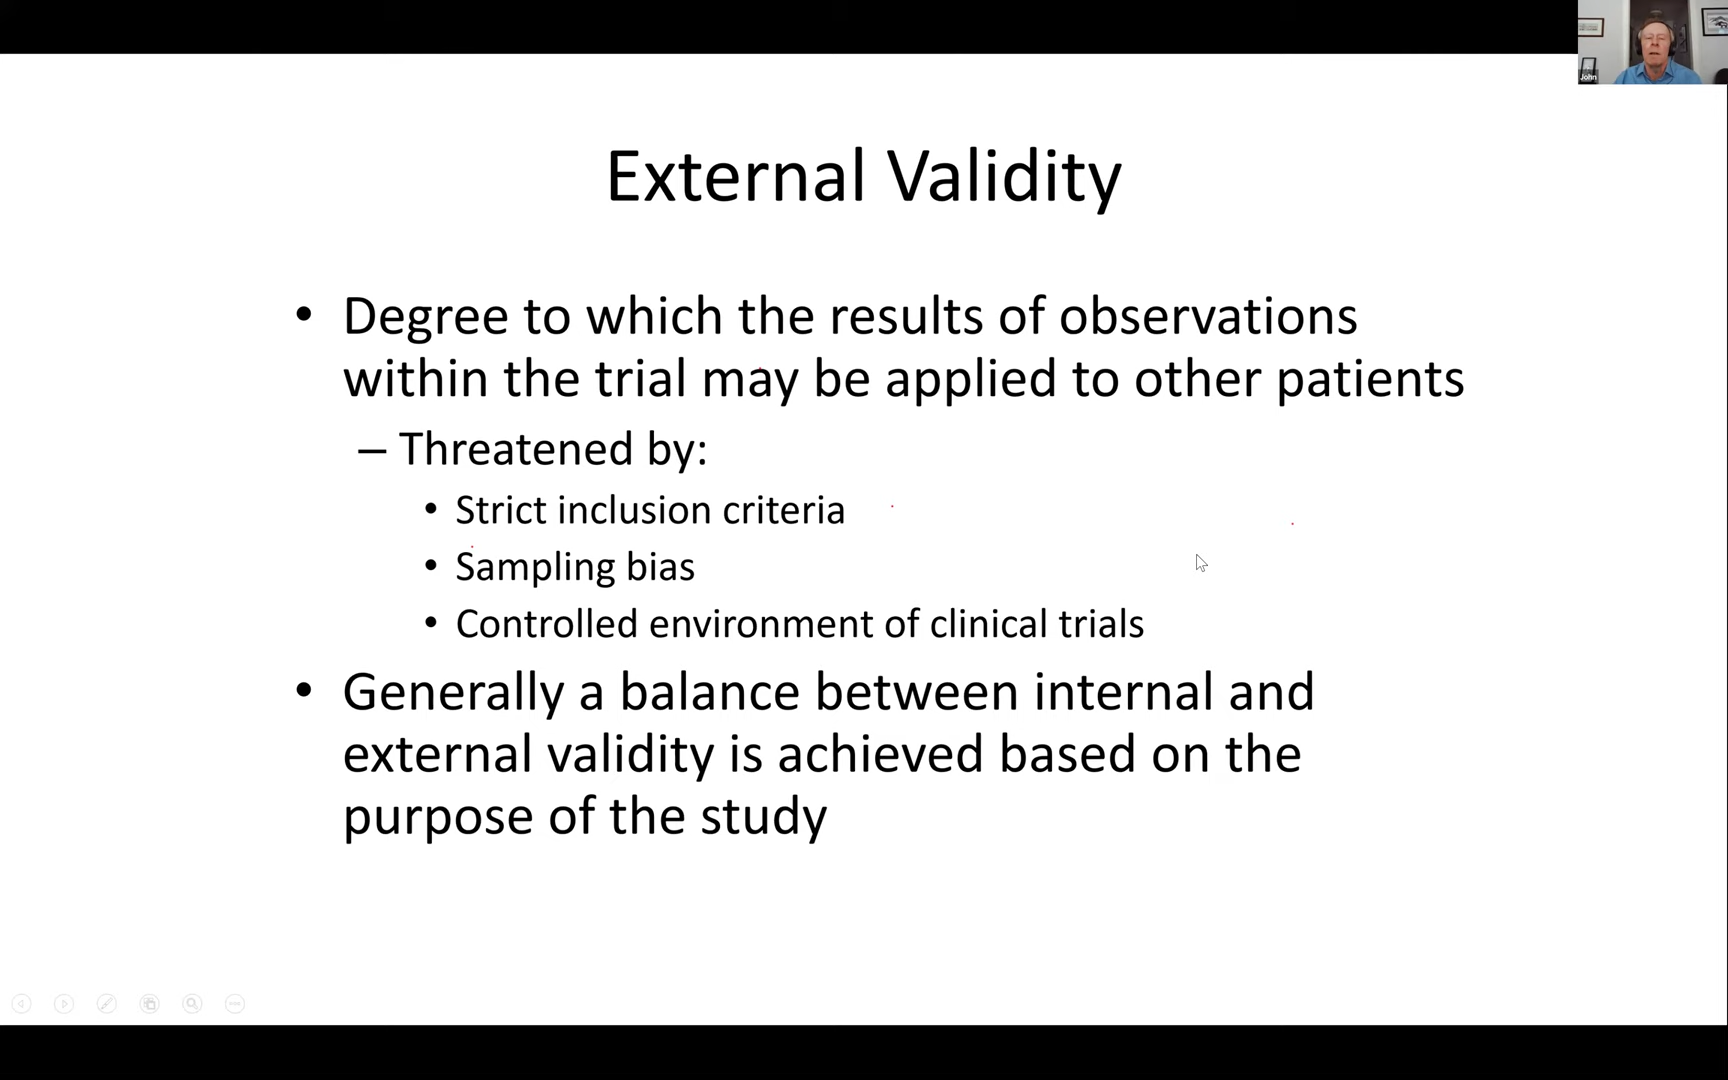 John
External Validity
• Degree to which the results of observations
within the trial may be applied to other patients
– Threatened by:
• Strict inclusion criteria
• Sampling bias
• Controlled environment of clinical trials
• Generally a balance between internal and
external validity is achieved based on the
purpose of the study